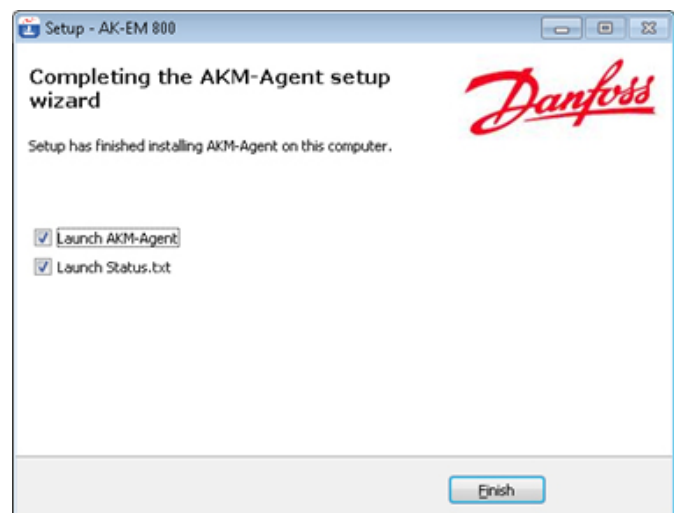 Setup - AK-EM 800
Completing the AKM-Agent setup
wizard
Danfoss
Setup has finished installing AKM-Agent on this computer.
Launch AKM-Agent
Launch Status.txt
Finish